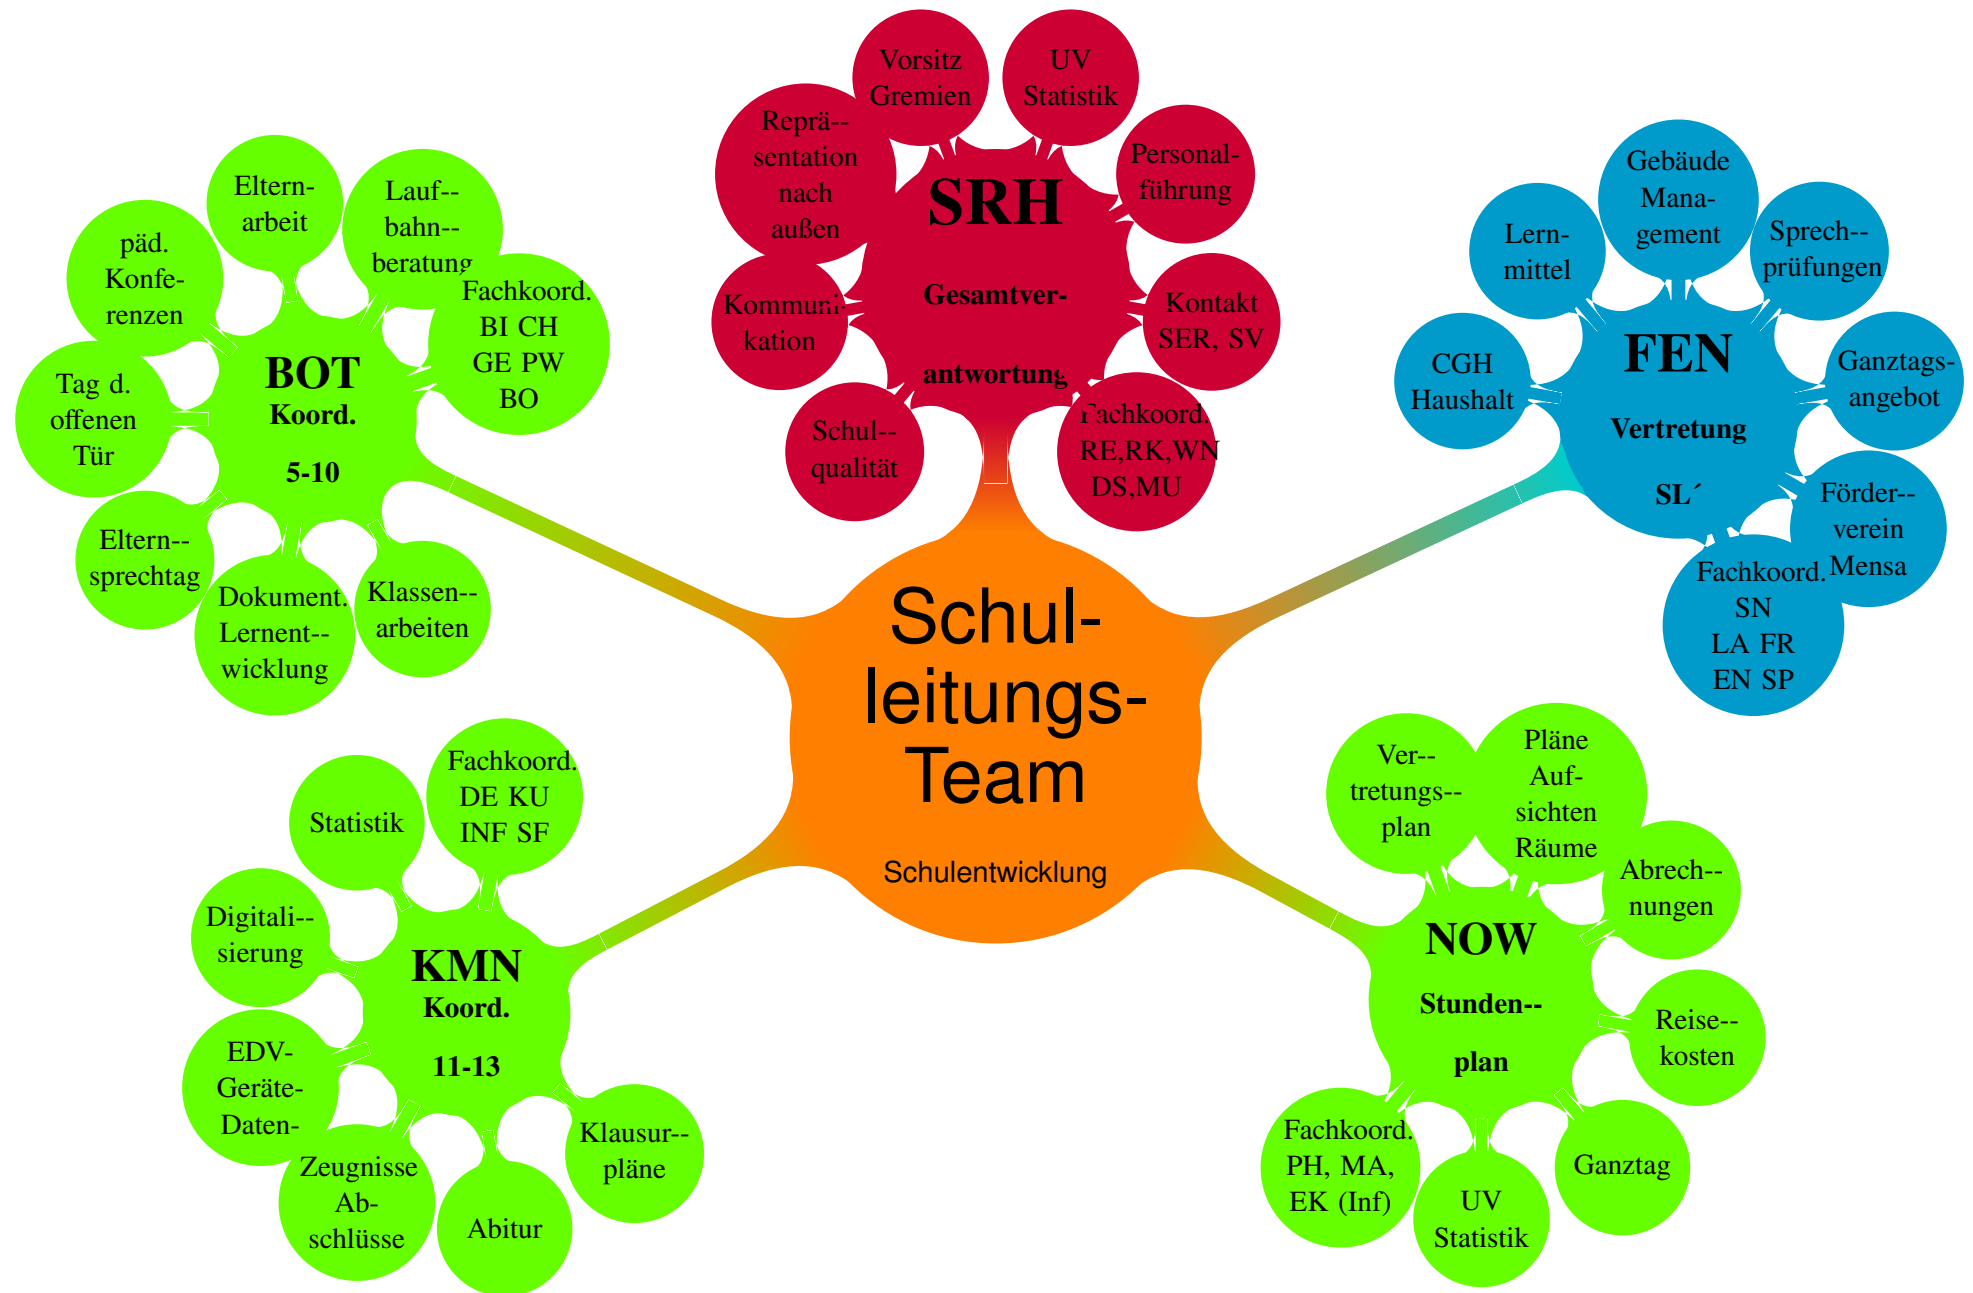 Schul-
leitungs-
Team
Schulentwicklung
SRH
Gesamtver-
antwortung
Vorsitz
Gremien
UV
Statistik
Personal-
führung
Kontakt
SER, SV
Fachkoord.
RE,RK,WN
DS,MU
Schul--
qualität
Kommuni-
kation
Reprä--
sentation
nach
außen
BOT
Koord.
5-10
Eltern-
arbeit
Lauf--
bahn--
beratung
Fachkoord.
BI CH
GE PW
BO
päd.
Konfe-
renzen
Tag d.
offenen
Tür
Eltern--
sprechtag
Dokument.
Lernent--
wicklung
Klassen--
arbeiten
FEN
Vertretung
SL´
Gebäude
Mana-
gement
Lern-
mittel
Sprech--
prüfungen
CGH
Haushalt
Ganztags-
angebot
Förder--
verein
Mensa
Fachkoord.
SN
LA FR
EN SP
KMN
Koord.
11-13
Fachkoord.
DE KU
INF SF
Statistik
Digitali--
sierung
EDV-
Geräte-
Daten-
Zeugnisse
Ab-
schlüsse
Abitur
Klausur--
pläne
NOW
Stunden--
plan
Ver--
tretungs--
plan
Pläne
Auf-
sichten
Räume
Abrech--
nungen
Reise--
kosten
Ganztag
UV
Statistik
Fachkoord.
PH, MA,
EK (Inf)